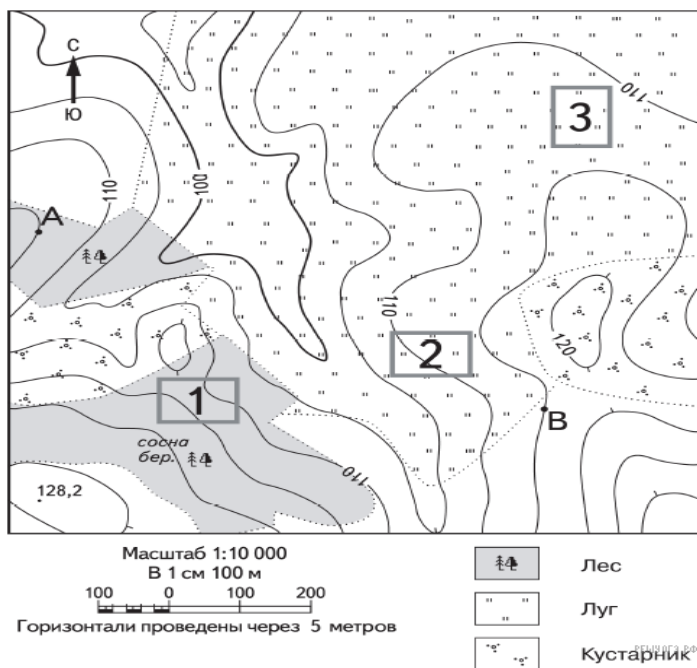 С
Ю
110
100
110
3
А
110
120
2
В
1
сосна
бер.
110
128,2
Масштаб 1:10 000
В 1 см 100 м
100 0 100 200
Горизонтали проведены через 5 метров
Лес
Луг
Кустарник